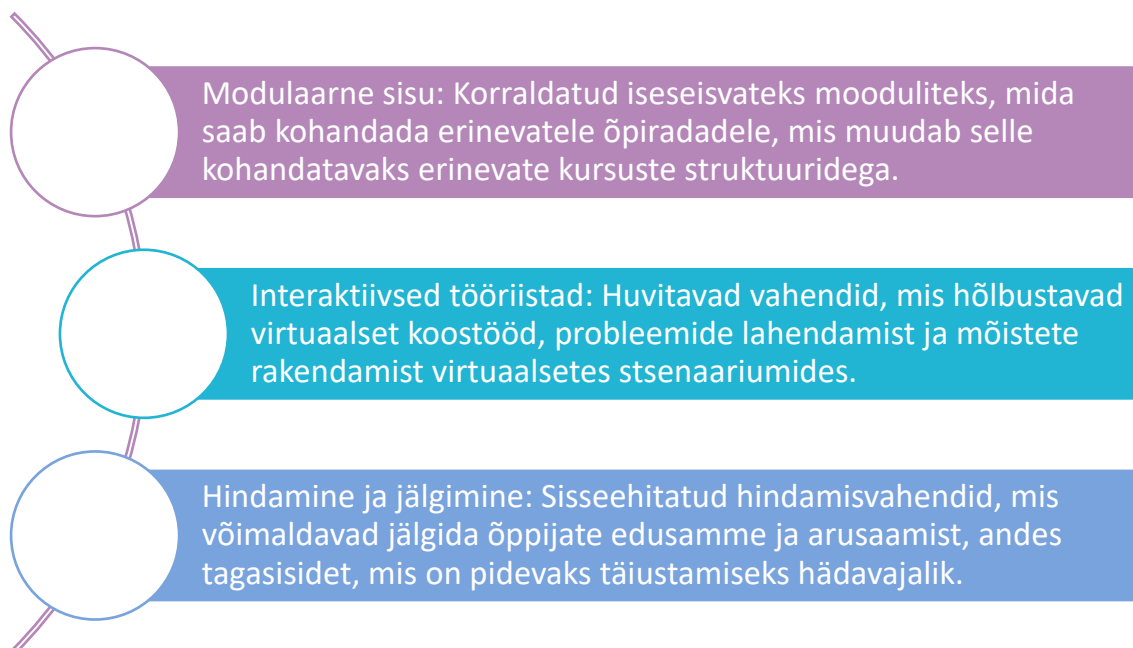 Modulaarne sisu: Korraldatud iseseisvateks mooduliteks, mida
saab kohandada erinevatele õpiradadele, mis muudab selle
kohandatavaks erinevate kursuste struktuuridega.
Interaktiivsed tööriistad: Huvitavad vahendid, mis hõlbustavad
virtuaalset koostööd, probleemide lahendamist ja mõistete
rakendamist virtuaalsetes stsenaariumides.
Hindamine ja jälgimine: Sisseehitatud hindamisvahendid, mis
võimaldavad jälgida õppijate edusamme ja arusaamist, andes
tagasisidet, mis on pidevaks täiustamiseks hädavajalik.